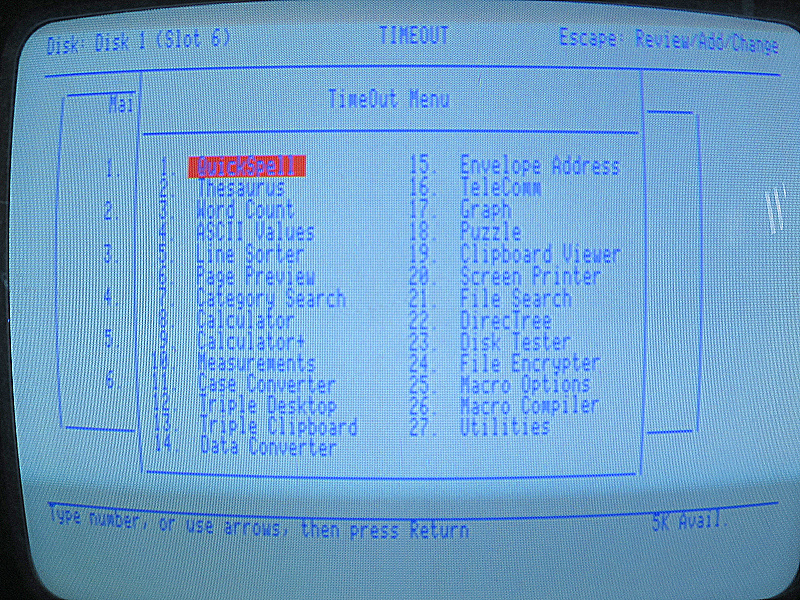 Disk: Disk 1 (Slot 6) TIMEOUT Escape: Review/Add/Change
Mai
TimeOut Menu
1. 1. QuickSpell 15. Envelope Address
2. Thesaurus 16. TeleComm
2. 3. Word Count 17. Graph
4. ASCII Values 18. Puzzle
3. 5. Line Sorter 19. Clipboard Viewer
6. Page Preview 20. Screen Printer
4. 7. Category Search 21. File Search
8. Calculator 22. DirecTree
5. 9. Calculator+ 23. Disk Tester
10. Measurements 24. File Encrypter
6. 11. Case Converter 25. Macro Options
12. Triple Desktop 26. Macro Compiler
13. Triple Clipboard 27. Utilities
14. Data Converter
Type number, or use arrows, then press Return 5K Avail.